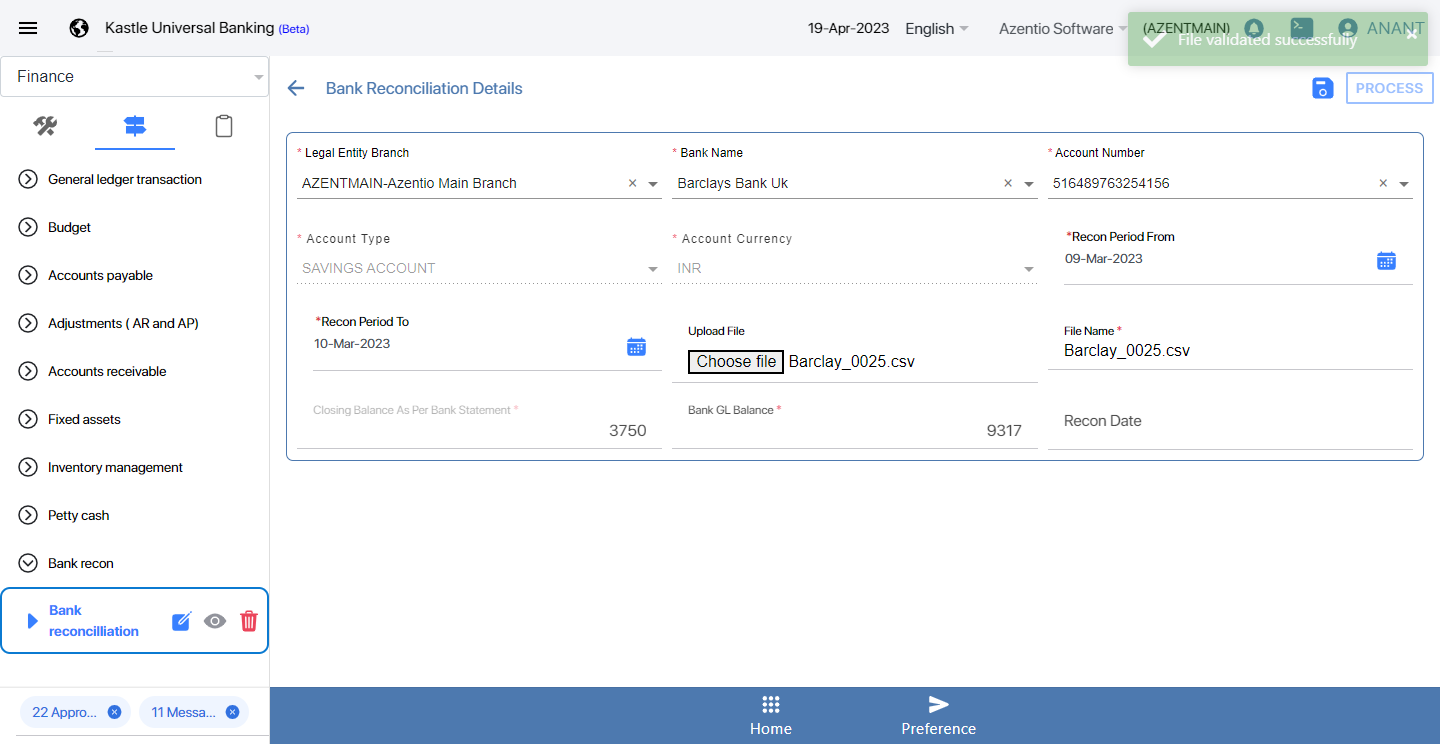 Kastle Universal Banking (Beta)
19-Apr-2023
English
Azentio Software
(AZENTMAIN)
ANANT
File validated successfully
Finance
Bank Reconciliation Details
PROCESS
General ledger transaction
Budget
Accounts payable
Adjustments ( AR and AP)
Accounts receivable
Fixed assets
Inventory management
Petty cash
Bank recon
Bank
reconcilliation
22 Appro...
11 Messa...
* Legal Entity Branch
AZENTMAIN-Azentio Main Branch
* Bank Name
Barclays Bank Uk
* Account Number
516489763254156
* Account Type
SAVINGS ACCOUNT
* Account Currency
INR
*Recon Period From
09-Mar-2023
*Recon Period To
10-Mar-2023
Upload File
Choose file Barclay_0025.csv
File Name *
Barclay_0025.csv
Closing Balance As Per Bank Statement *
3750
Bank GL Balance *
9317
Recon Date
Home
Preference